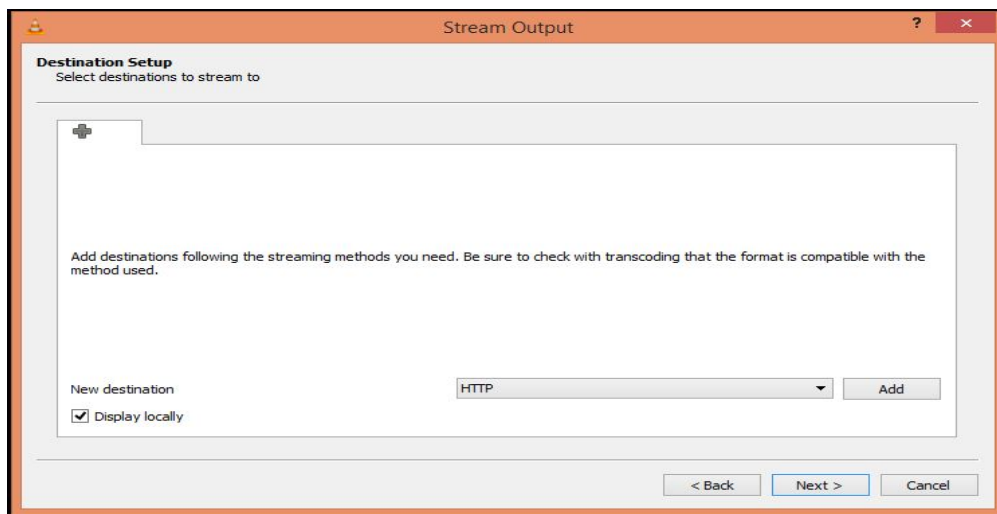 Stream Output
?
×
Destination Setup
Select destinations to stream to
Add destinations following the streaming methods you need. Be sure to check with transcoding that the format is compatible with the
method used.
New destination
HTTP
Add
Display locally
< Back
Next >
Cancel